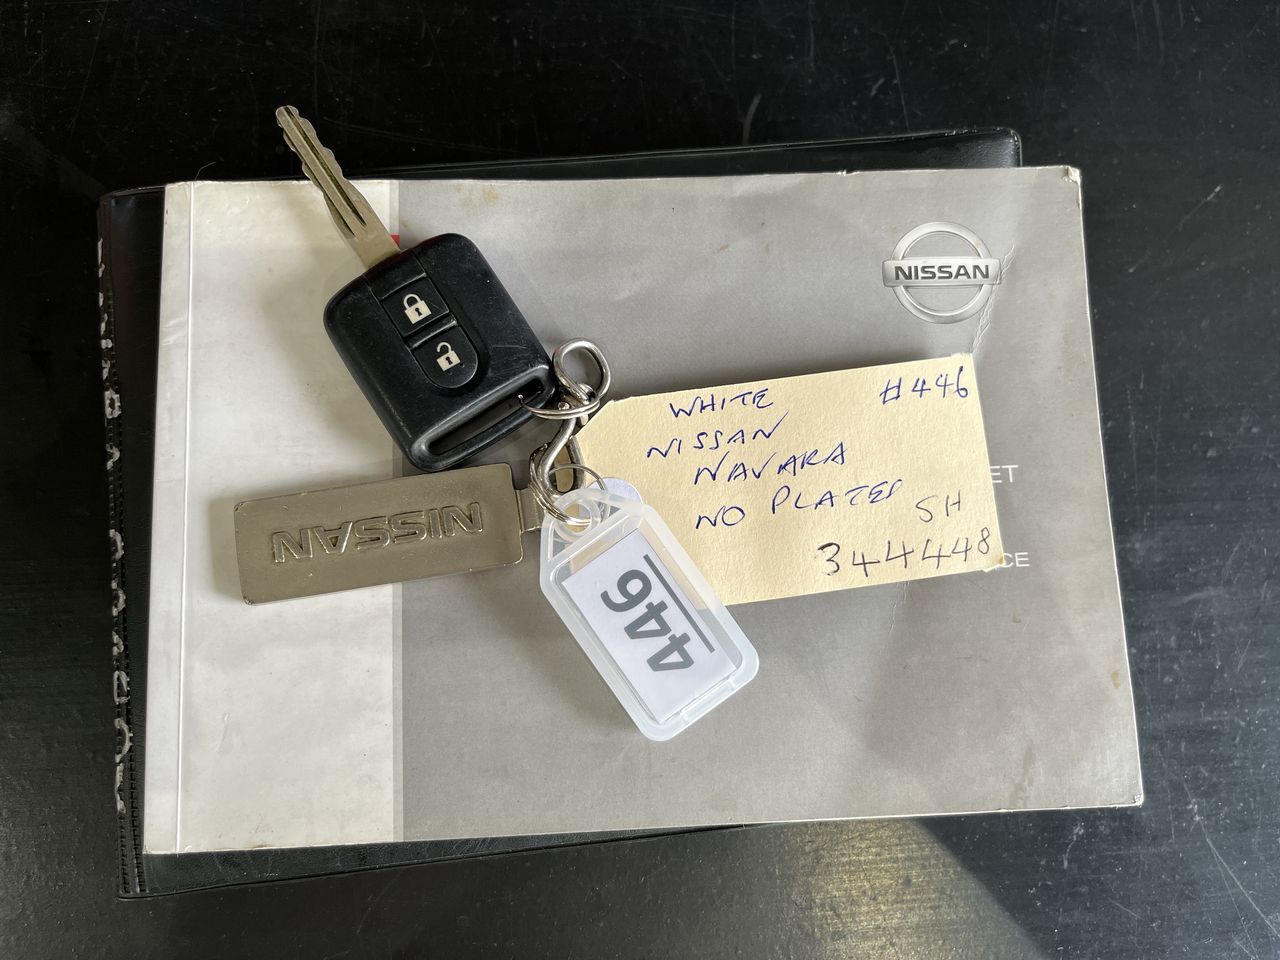 NISSAN
WHITE #446
NISSAN
NAVARA
NO PLATES
SH
344448
NISSAN
446